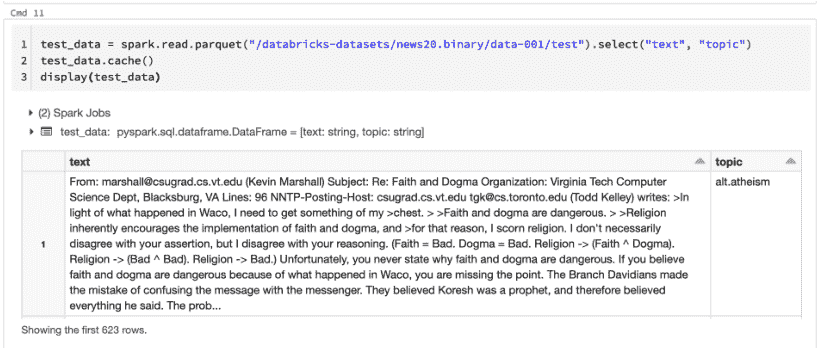 Cmd 11
1 test_data = spark.read.parquet("/databricks-datasets/news20.binary/data-001/test").select("text", "topic")
2 test_data.cache()
3 display(test_data)
(2) Spark Jobs
test_data: pyspark.sql.dataframe.DataFrame = [text: string, topic: string]
text topic
From: marshall@csugrad.cs.vt.edu (Kevin Marshall) Subject: Re: Faith and Dogma Organization: Virginia Tech Computer alt.atheism
Science Dept, Blacksburg, VA Lines: 96 NNTP-Posting-Host: csugrad.cs.vt.edu tgk@cs.toronto.edu (Todd Kelley) writes: >In
light of what happened in Waco, I need to get something of my >chest. > >Faith and dogma are dangerous. > >Religion
inherently encourages the implementation of faith and dogma, and >for that reason, I scorn religion. I don't necessarily
1 disagree with your assertion, but I disagree with your reasoning. (Faith = Bad. Dogma = Bad. Religion -> (Faith ^ Dogma).
Religion -> (Bad ^ Bad). Religion -> Bad.) Unfortunately, you never state why faith and dogma are dangerous. If you believe
faith and dogma are dangerous because of what happened in Waco, you are missing the point. The Branch Davidians made
the mistake of confusing the message with the messenger. They believed Koresh was a prophet, and therefore believed
everything he said. The prob...
Showing the first 623 rows.